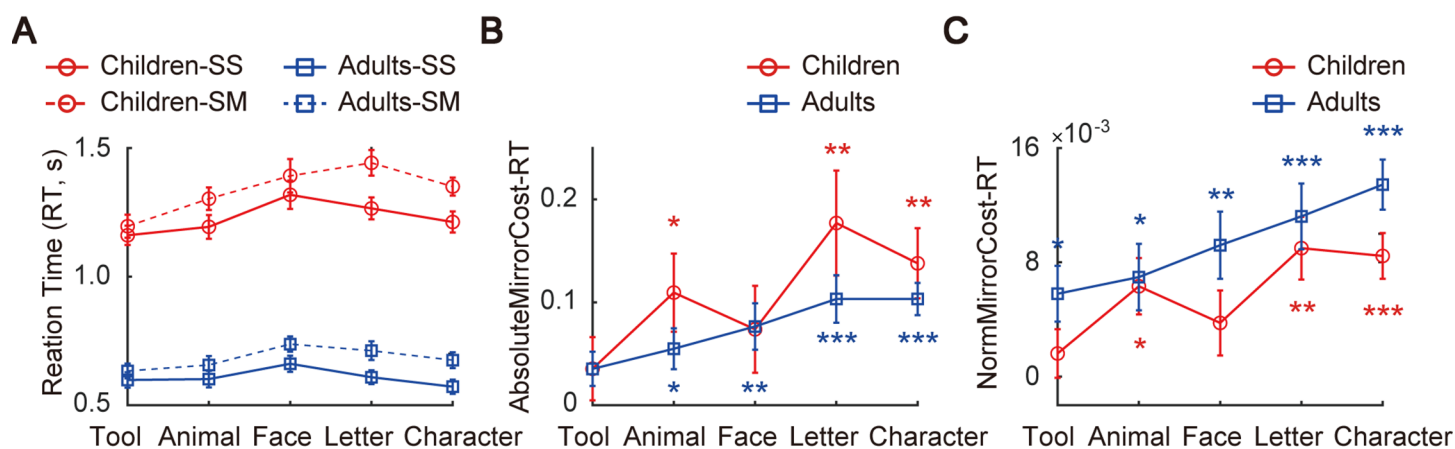 A
Children-SS
Adults-SS
Children-SM
Adults-SM
Reation Time (RT, s)
1.5
1.0
0.5
Tool Animal Face Letter Character
B
Children
Adults
AbsoluteMirrorCost-RT
0.2
0.1
0
** 
* **
*** ***
* **
Tool Animal Face Letter Character
C
Children
Adults
NormMirrorCost-RT
×10⁻³
16
8
0
***
***
**
* *
** ***
*
Tool Animal Face Letter Character